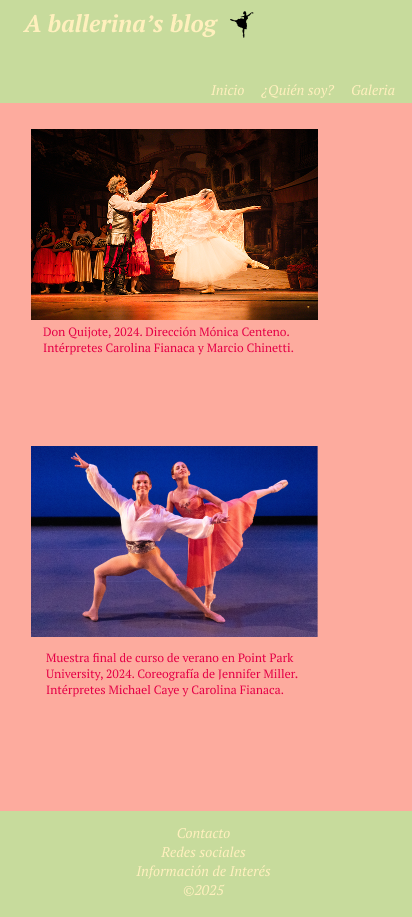 A ballerina's blog
Inicio ¿Quién soy? Galería
Don Quijote, 2024. Dirección Mónica Centeno.
Intérpretes Carolina Fianaca y Marcio Chinetti.
Muestra final de curso de verano en Point Park
University, 2024. Coreografía de Jennifer Miller.
Intérpretes Michael Caye y Carolina Fianaca.
Contacto
Redes sociales
Información de Interés
©2025